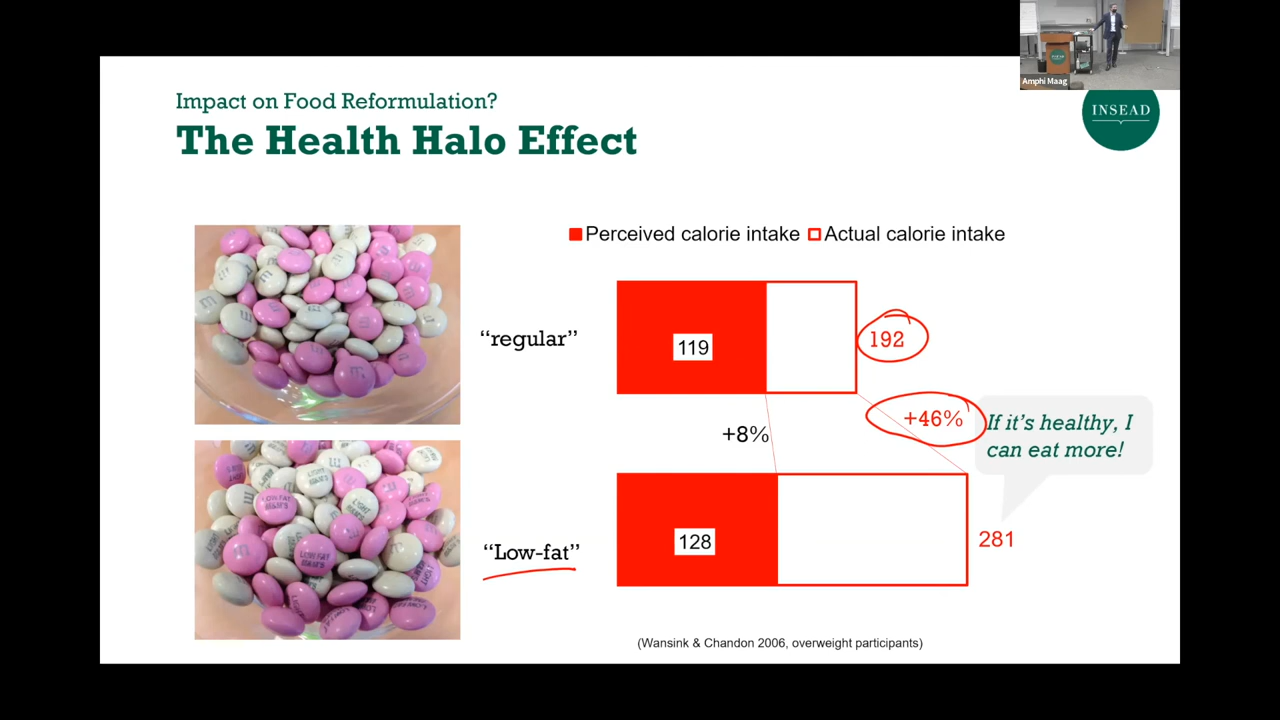 Amphi Maag
Impact on Food Reformulation?
INSEAD
The Health Halo Effect
Perceived calorie intake Actual calorie intake
"regular"
119
192
+8%
+46%
If it's healthy, I
can eat more!
"Low-fat"
128
281
(Wansink & Chandon 2006, overweight participants)